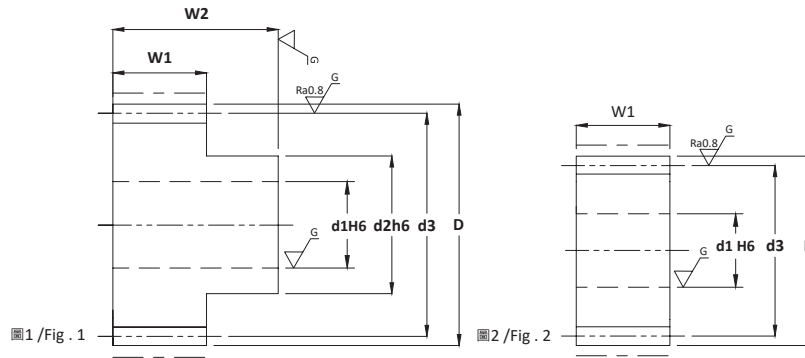 W2
G
W1
G
Ra0.8
d1H6
d2h6
d3
D
圖1 /Fig . 1
W1
G
Ra0.8
G
d1 H6
d3
G
圖2 /Fig . 2